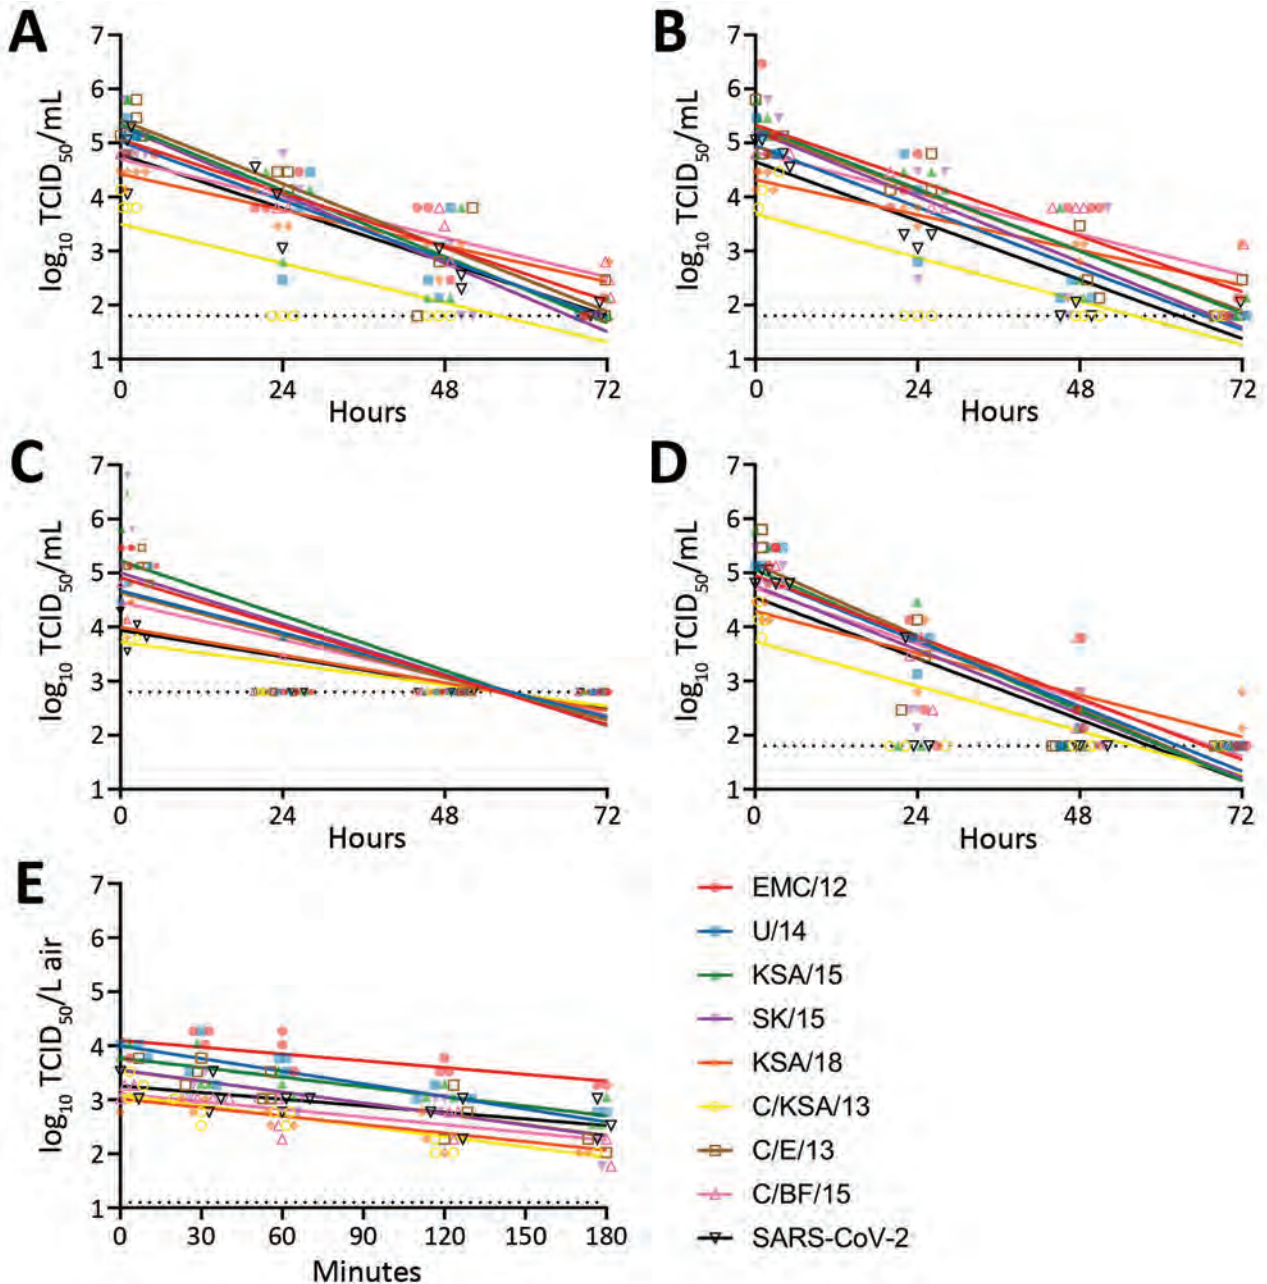 A
B
7
6
5
4
3
2
1
log10 TCID50/mL
0 24 48 72
Hours
7
6
5
4
3
2
1
log10 TCID50/mL
0 24 48 72
Hours
C
D
7
6
5
4
3
2
1
log10 TCID50/mL
0 24 48 72
Hours
7
6
5
4
3
2
1
log10 TCID50/mL
0 24 48 72
Hours
E
7
6
5
4
3
2
1
log10 TCID50/L air
0 30 60 90 120 150 180
Minutes
EMC/12
U/14
KSA/15
SK/15
KSA/18
C/KSA/13
C/E/13
C/BF/15
SARS-CoV-2